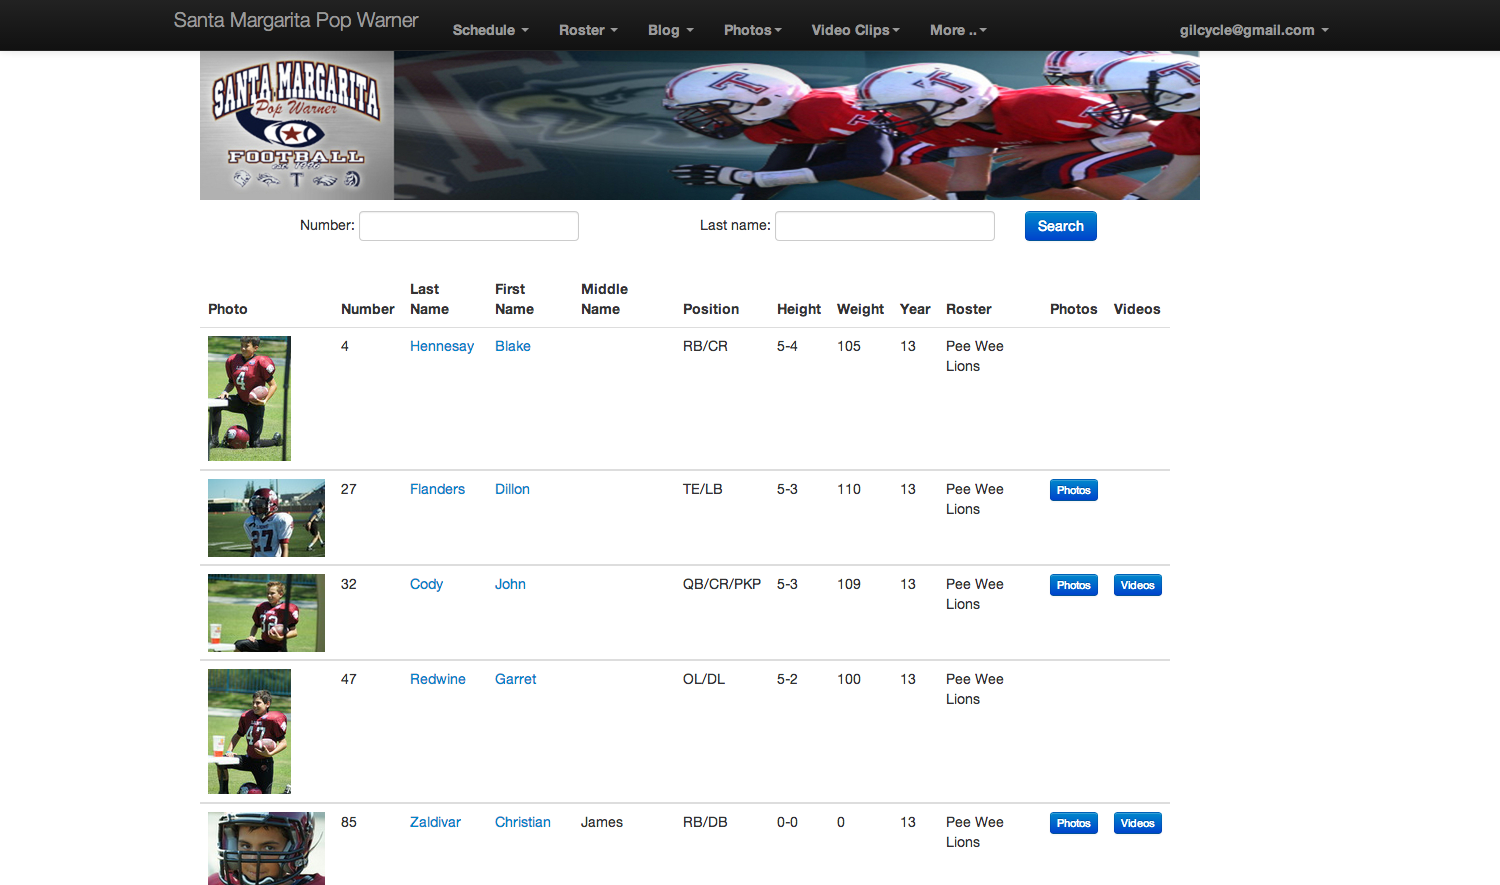 Santa Margarita Pop Warner Schedule Roster Blog Photos Video Clips More .. gilcycle@gmail.com
SANTA MARGARITA
Pop Warner
FOOTBALL
T
T
T
T
T
Number: Last name: Search
Photo Number Last Name First Name Middle Name Position Height Weight Year Roster Photos Videos
4 Hennesay Blake RB/CR 5-4 105 13 Pee Wee
Lions
4
27 Flanders Dillon TE/LB 5-3 110 13 Pee Wee Photos
Lions
27
32 Cody John QB/CR/PKP 5-3 109 13 Pee Wee Photos Videos
Lions
32
47 Redwine Garret OL/DL 5-2 100 13 Pee Wee
Lions
47
85 Zaldivar Christian James RB/DB 0-0 0 13 Pee Wee Photos Videos
Lions